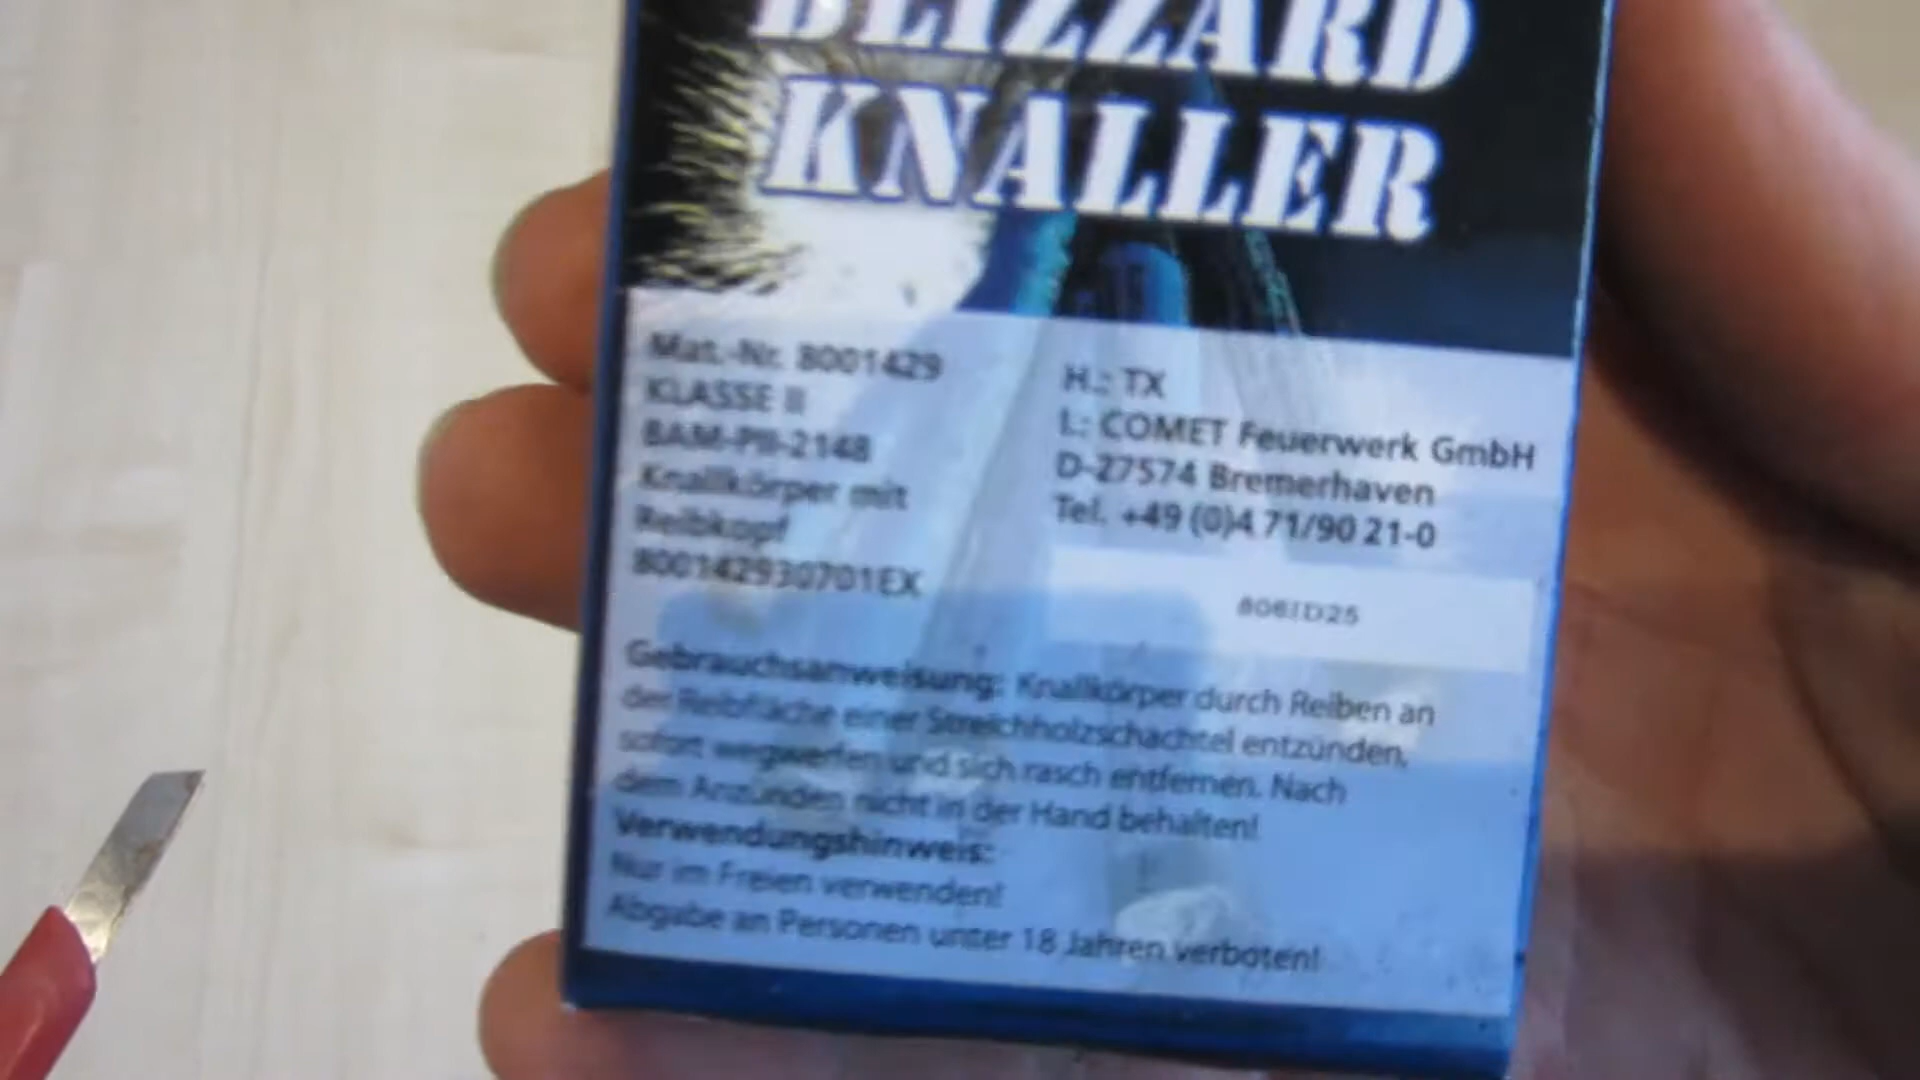 BLIZZARD
KNALLER
Mat.-Nr. 8001429
KLASSE II
BAM-PII-2148
Knallkörper mit
Reibkopf
800142930701EX
H.: TX
I.: COMET Feuerwerk GmbH
D-27574 Bremerhaven
Tel. +49 (0)4 71/90 21-0
806ID25
Gebrauchsanweisung: Knallkörper durch Reiben an
der Reibfläche einer Streichholzschachtel entzünden,
sofort wegwerfen und sich rasch entfernen. Nach
dem Anzünden nicht in der Hand behalten!
Verwendungshinweis:
Nur im Freien verwenden!
Abgabe an Personen unter 18 Jahren verboten!